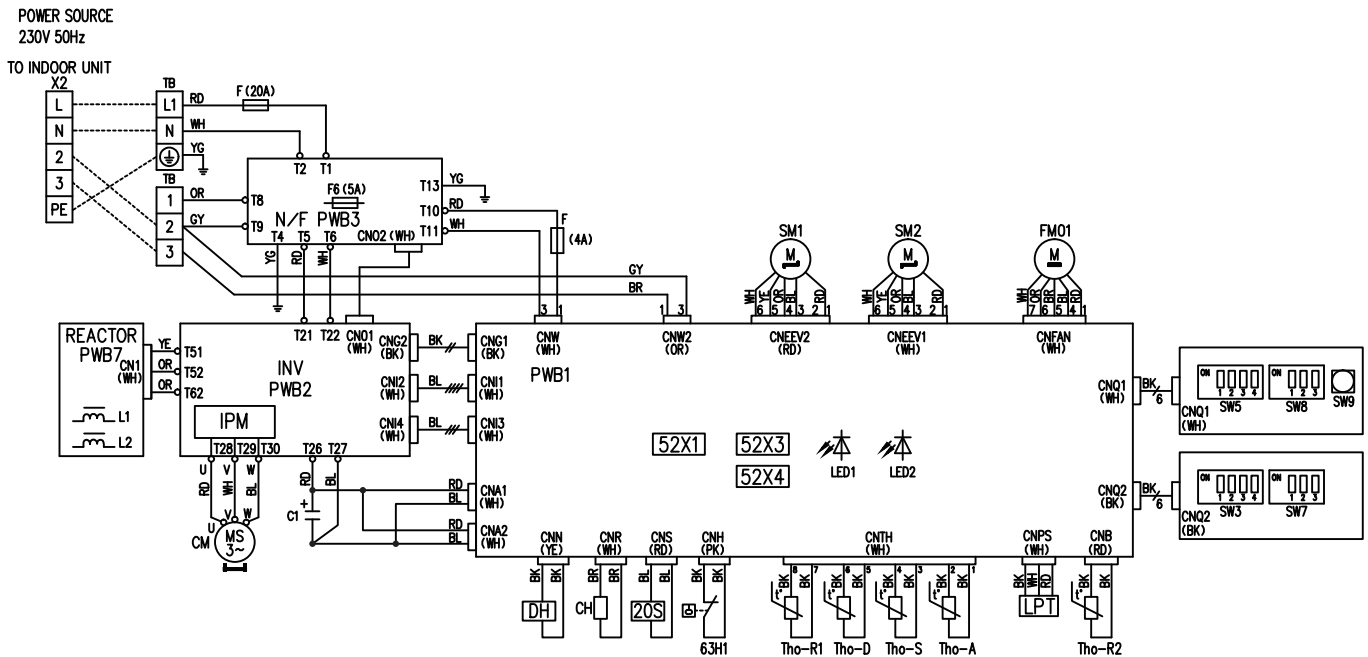 POWER SOURCE
230V 50Hz
TO INDOOR UNIT
X2
L
N
2
3
PE
TB
L1
N
RD
WH
YG
F (20A)
TB
1
2
3
OR
GY
T2 T1
T8
T9
F6 (5A)
N/F PWB3
T4 T5 T6
CNO2 (WH)
T13
T10
T11
YG
RD
WH
F
(4A)
YG
RD
WH
GY
BR
SM1
M
WH YE OR BL RD
6 5 4 3 2 1
SM2
M
WH YE OR BL RD
6 5 4 3 2 1
FM01
M
WH OR BR BL RD
7 6 5 4 1
REACTOR
PWB7
CN1
(WH)
L1
L2
YE
OR
OR
T51
T52
T62
T21 T22
CNO1
(WH)
INV
PWB2
IPM
T28 T29 T30
T26 T27
CNG2
(BK)
CNI2
(WH)
CNI4
(WH)
BK
BL
BL
CNG1
(BK)
CNI1
(WH)
CNI3
(WH)
3 1
CNW
(WH)
1 3
CNW2
(OR)
CNEEV2
(RD)
CNEEV1
(WH)
CNFAN
(WH)
PWB1
52X1
52X3
52X4
LED1
LED2
U V W
RD WH BL
U V W
CM
MS
3~
RD
BL
+
C1
RD
BL
CNA1
(WH)
RD
BL
CNA2
(WH)
CNQ1
(WH)
BK
6
CNQ1
(WH)
ON
1 2 3 4
SW5
ON
1 2 3
SW8
SW9
CNQ2
(BK)
BK
6
CNQ2
(BK)
ON
1 2 3 4
SW3
ON
1 2 3
SW7
CNN
(YE)
BK BK
DH
CNR
(WH)
BR BR
CH
CNS
(RD)
BL BL
20S
CNH
(PK)
BK BK
63H1
CNTH
(WH)
8 7 6 5 4 3 2 1
BK BK BK BK BK BK BK BK
t° t° t° t°
Tho-R1 Tho-D Tho-S Tho-A
CNPS
(WH)
BK WH RD
LPT
CNB
(RD)
BK BK
t°
Tho-R2